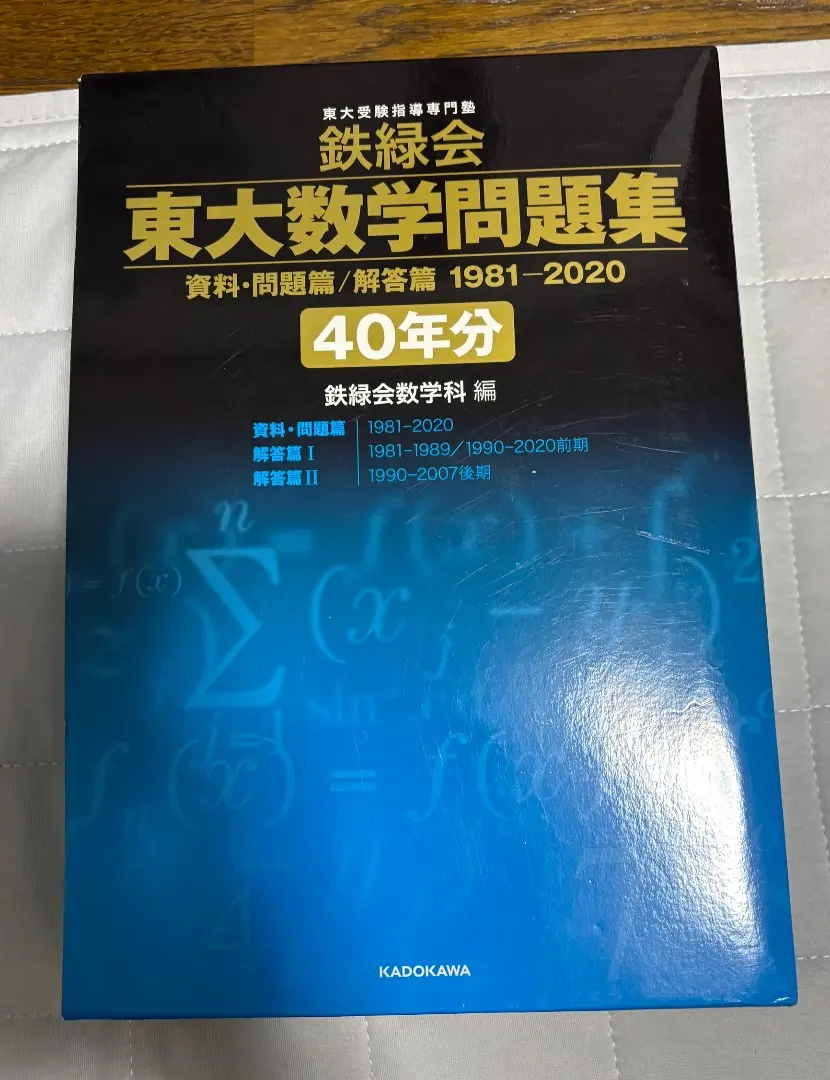 東大受験指導専門塾
鉄緑会
東大数学問題集
資料・問題篇/解答篇 1981−2020
40年分
鉄緑会数学科 編
資料・問題篇 1981−2020
解答篇Ⅰ 1981−1989/1990−2020前期
解答篇Ⅱ 1990−2007後期
KADOKAWA